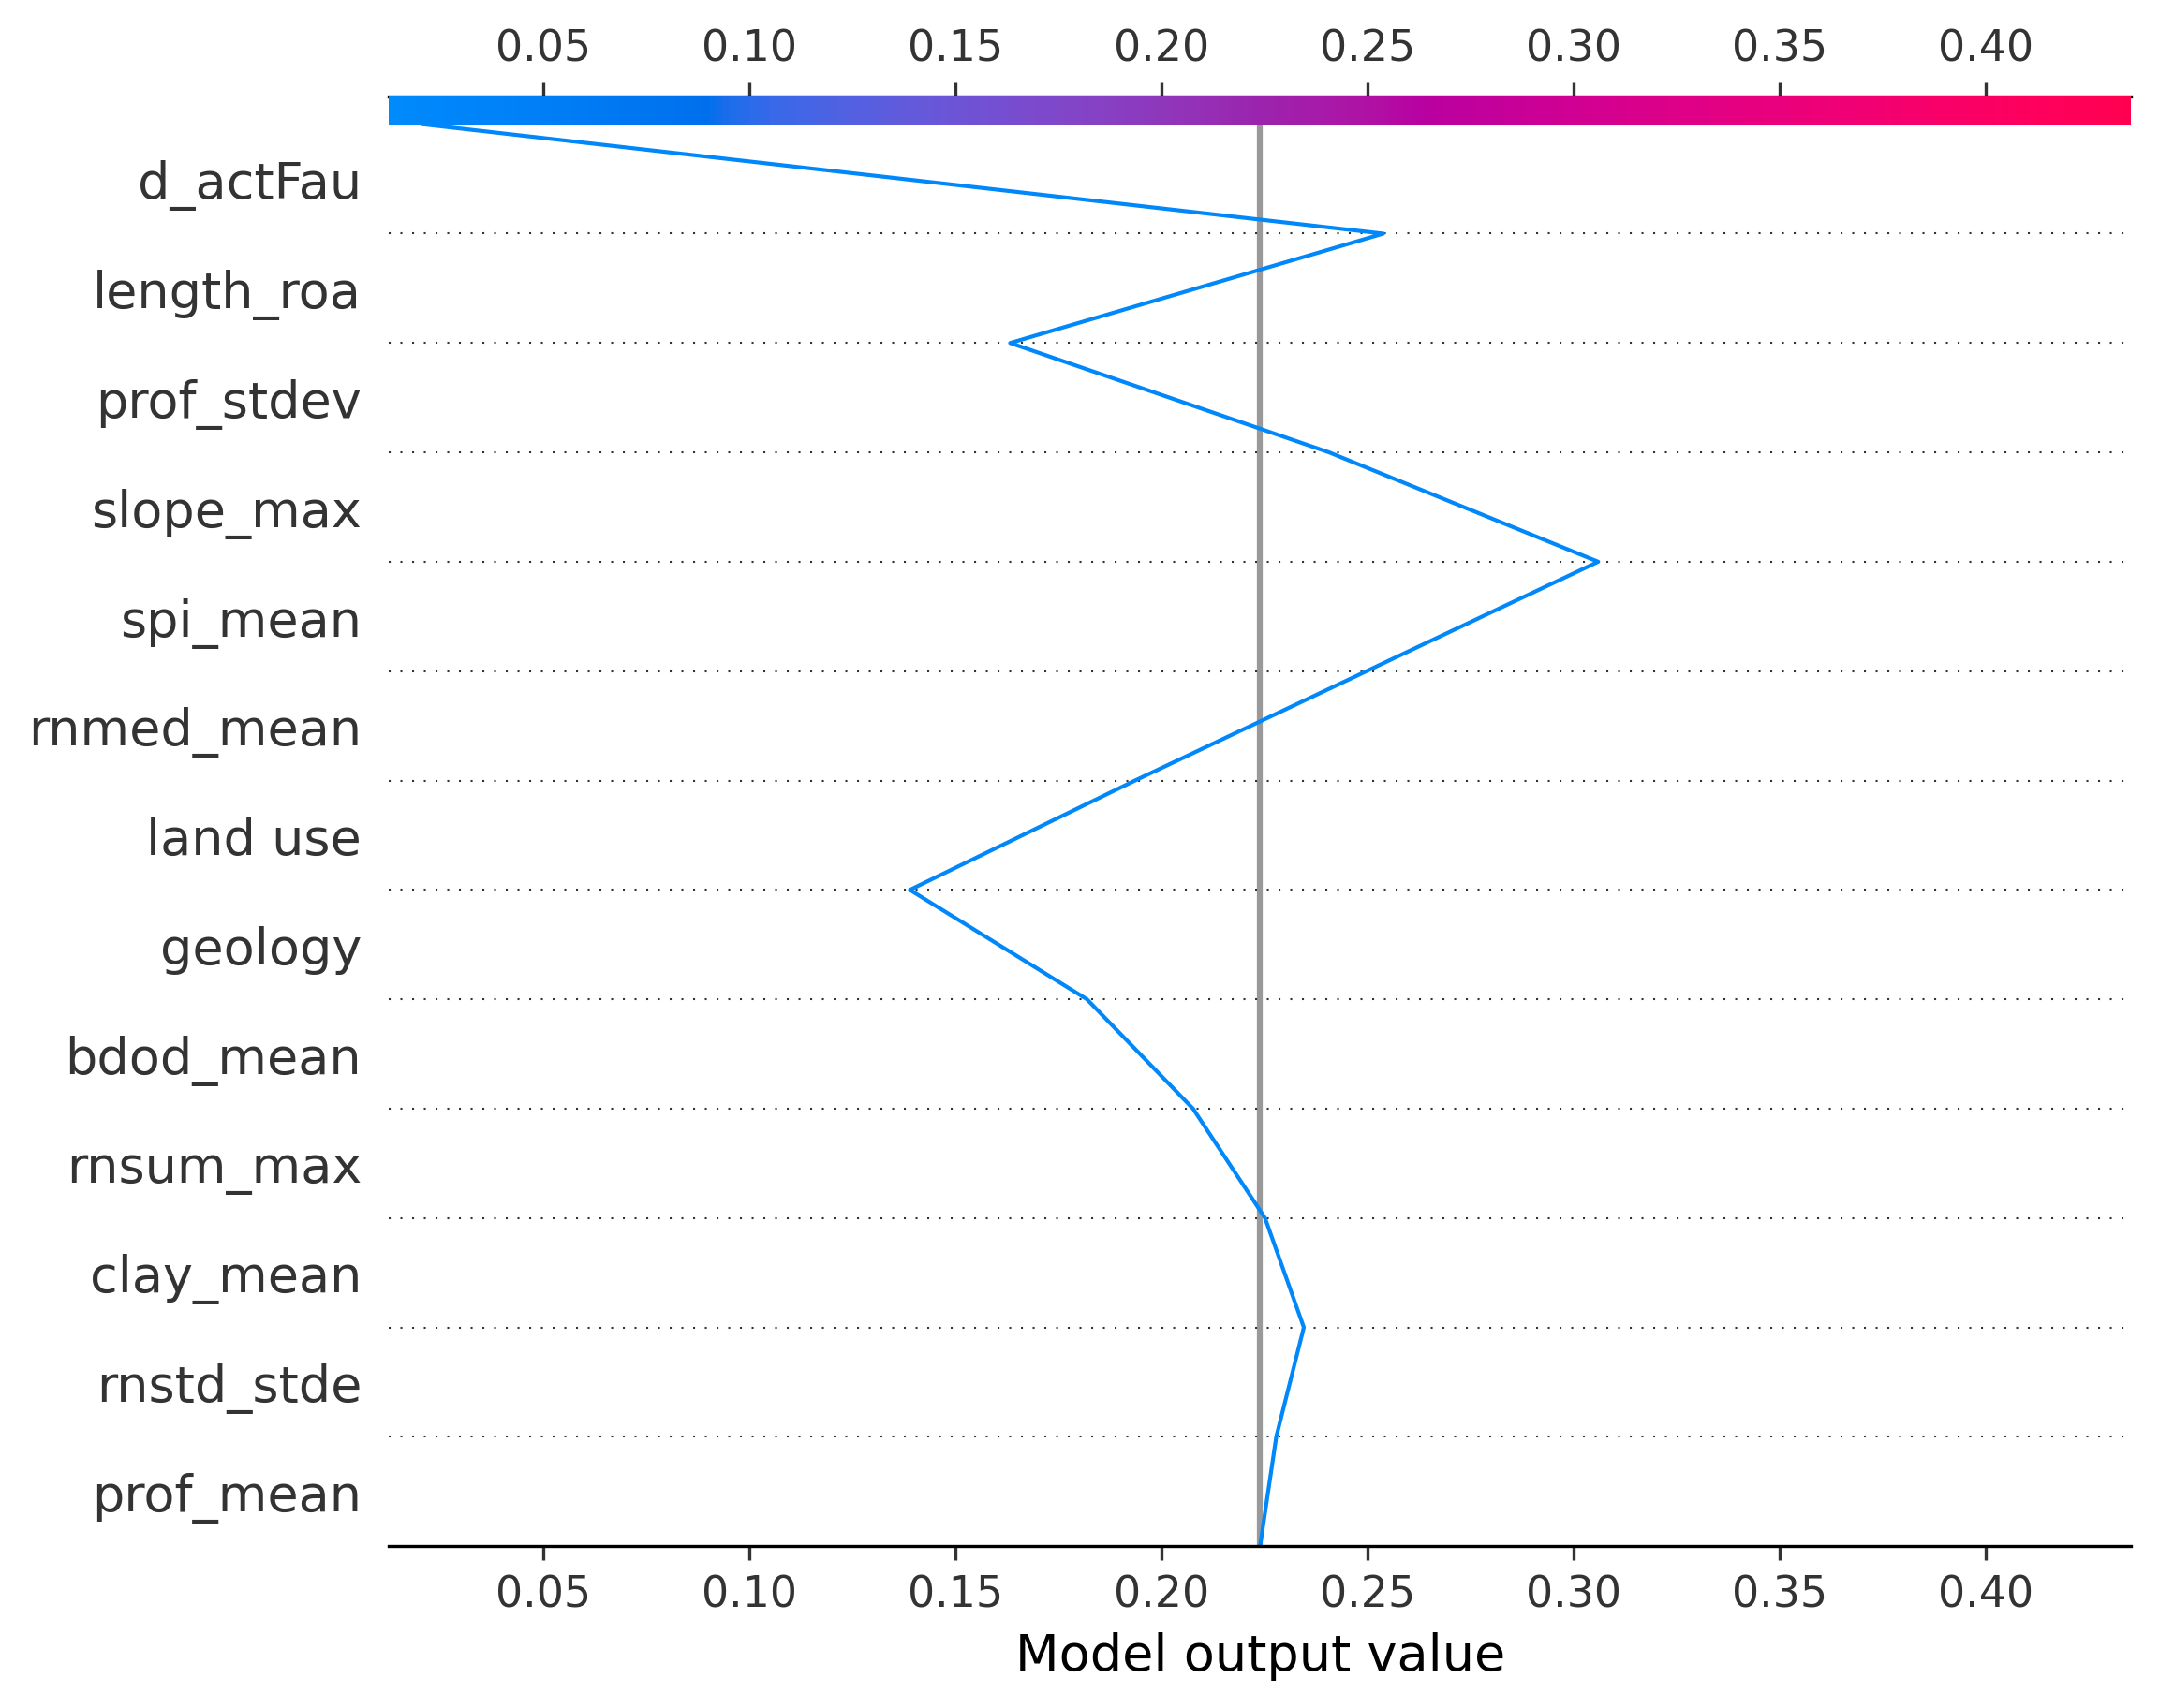 0.05 0.10 0.15 0.20 0.25 0.30 0.35 0.40
d_actFau
length_roa
prof_stdev
slope_max
spi_mean
rnmed_mean
land use
geology
bdod_mean
rnsum_max
clay_mean
rnstd_stde
prof_mean
0.05 0.10 0.15 0.20 0.25 0.30 0.35 0.40
Model output value